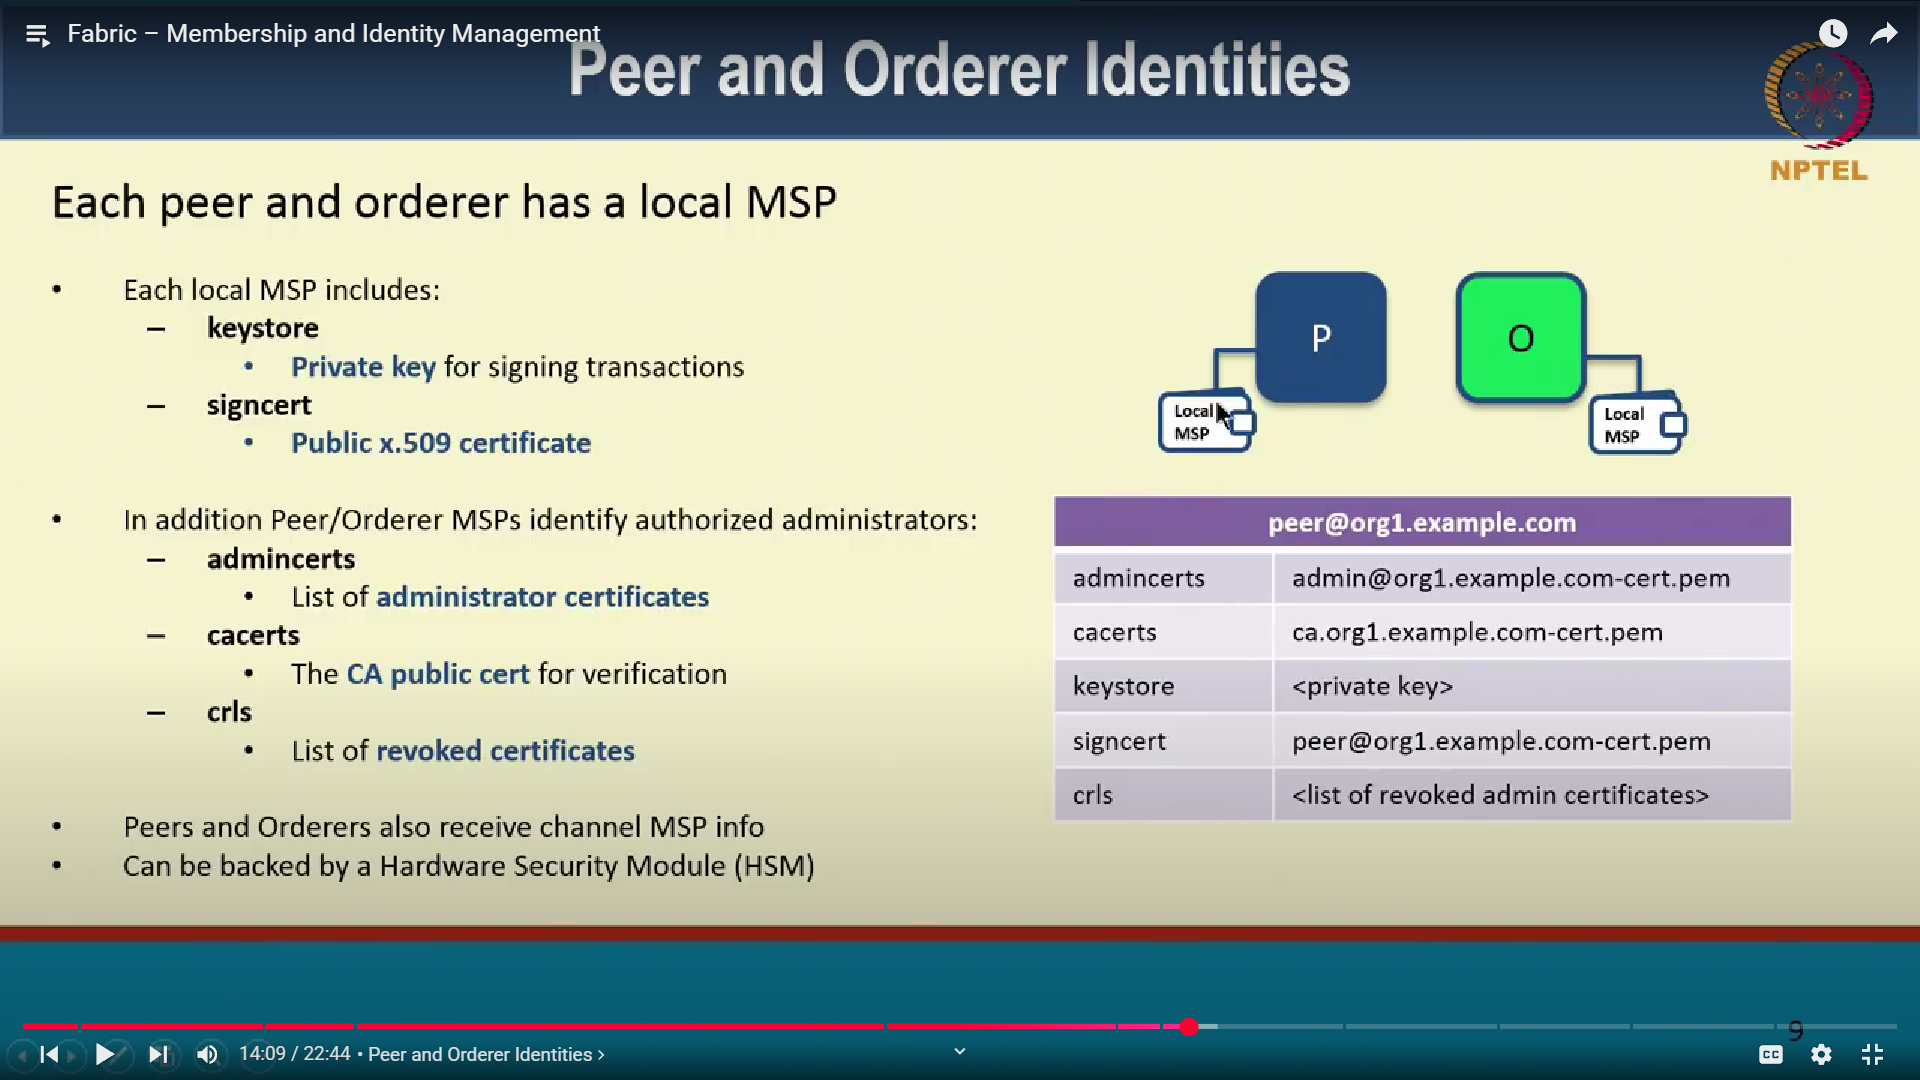 Fabric – Membership and Identity Management
Peer and Orderer Identities
NPTEL
Each peer and orderer has a local MSP
• Each local MSP includes:
– keystore
• Private key for signing transactions
– signcert
• Public x.509 certificate
• In addition Peer/Orderer MSPs identify authorized administrators:
– admincerts
• List of administrator certificates
– cacerts
• The CA public cert for verification
– crls
• List of revoked certificates
• Peers and Orderers also receive channel MSP info
• Can be backed by a Hardware Security Module (HSM)
P
O
Local
MSP
Local
MSP
peer@org1.example.com
admincerts admin@org1.example.com-cert.pem
cacerts ca.org1.example.com-cert.pem
keystore <private key>
signcert peer@org1.example.com-cert.pem
crls <list of revoked admin certificates>
9
14:09 / 22:44 • Peer and Orderer Identities ›
CC